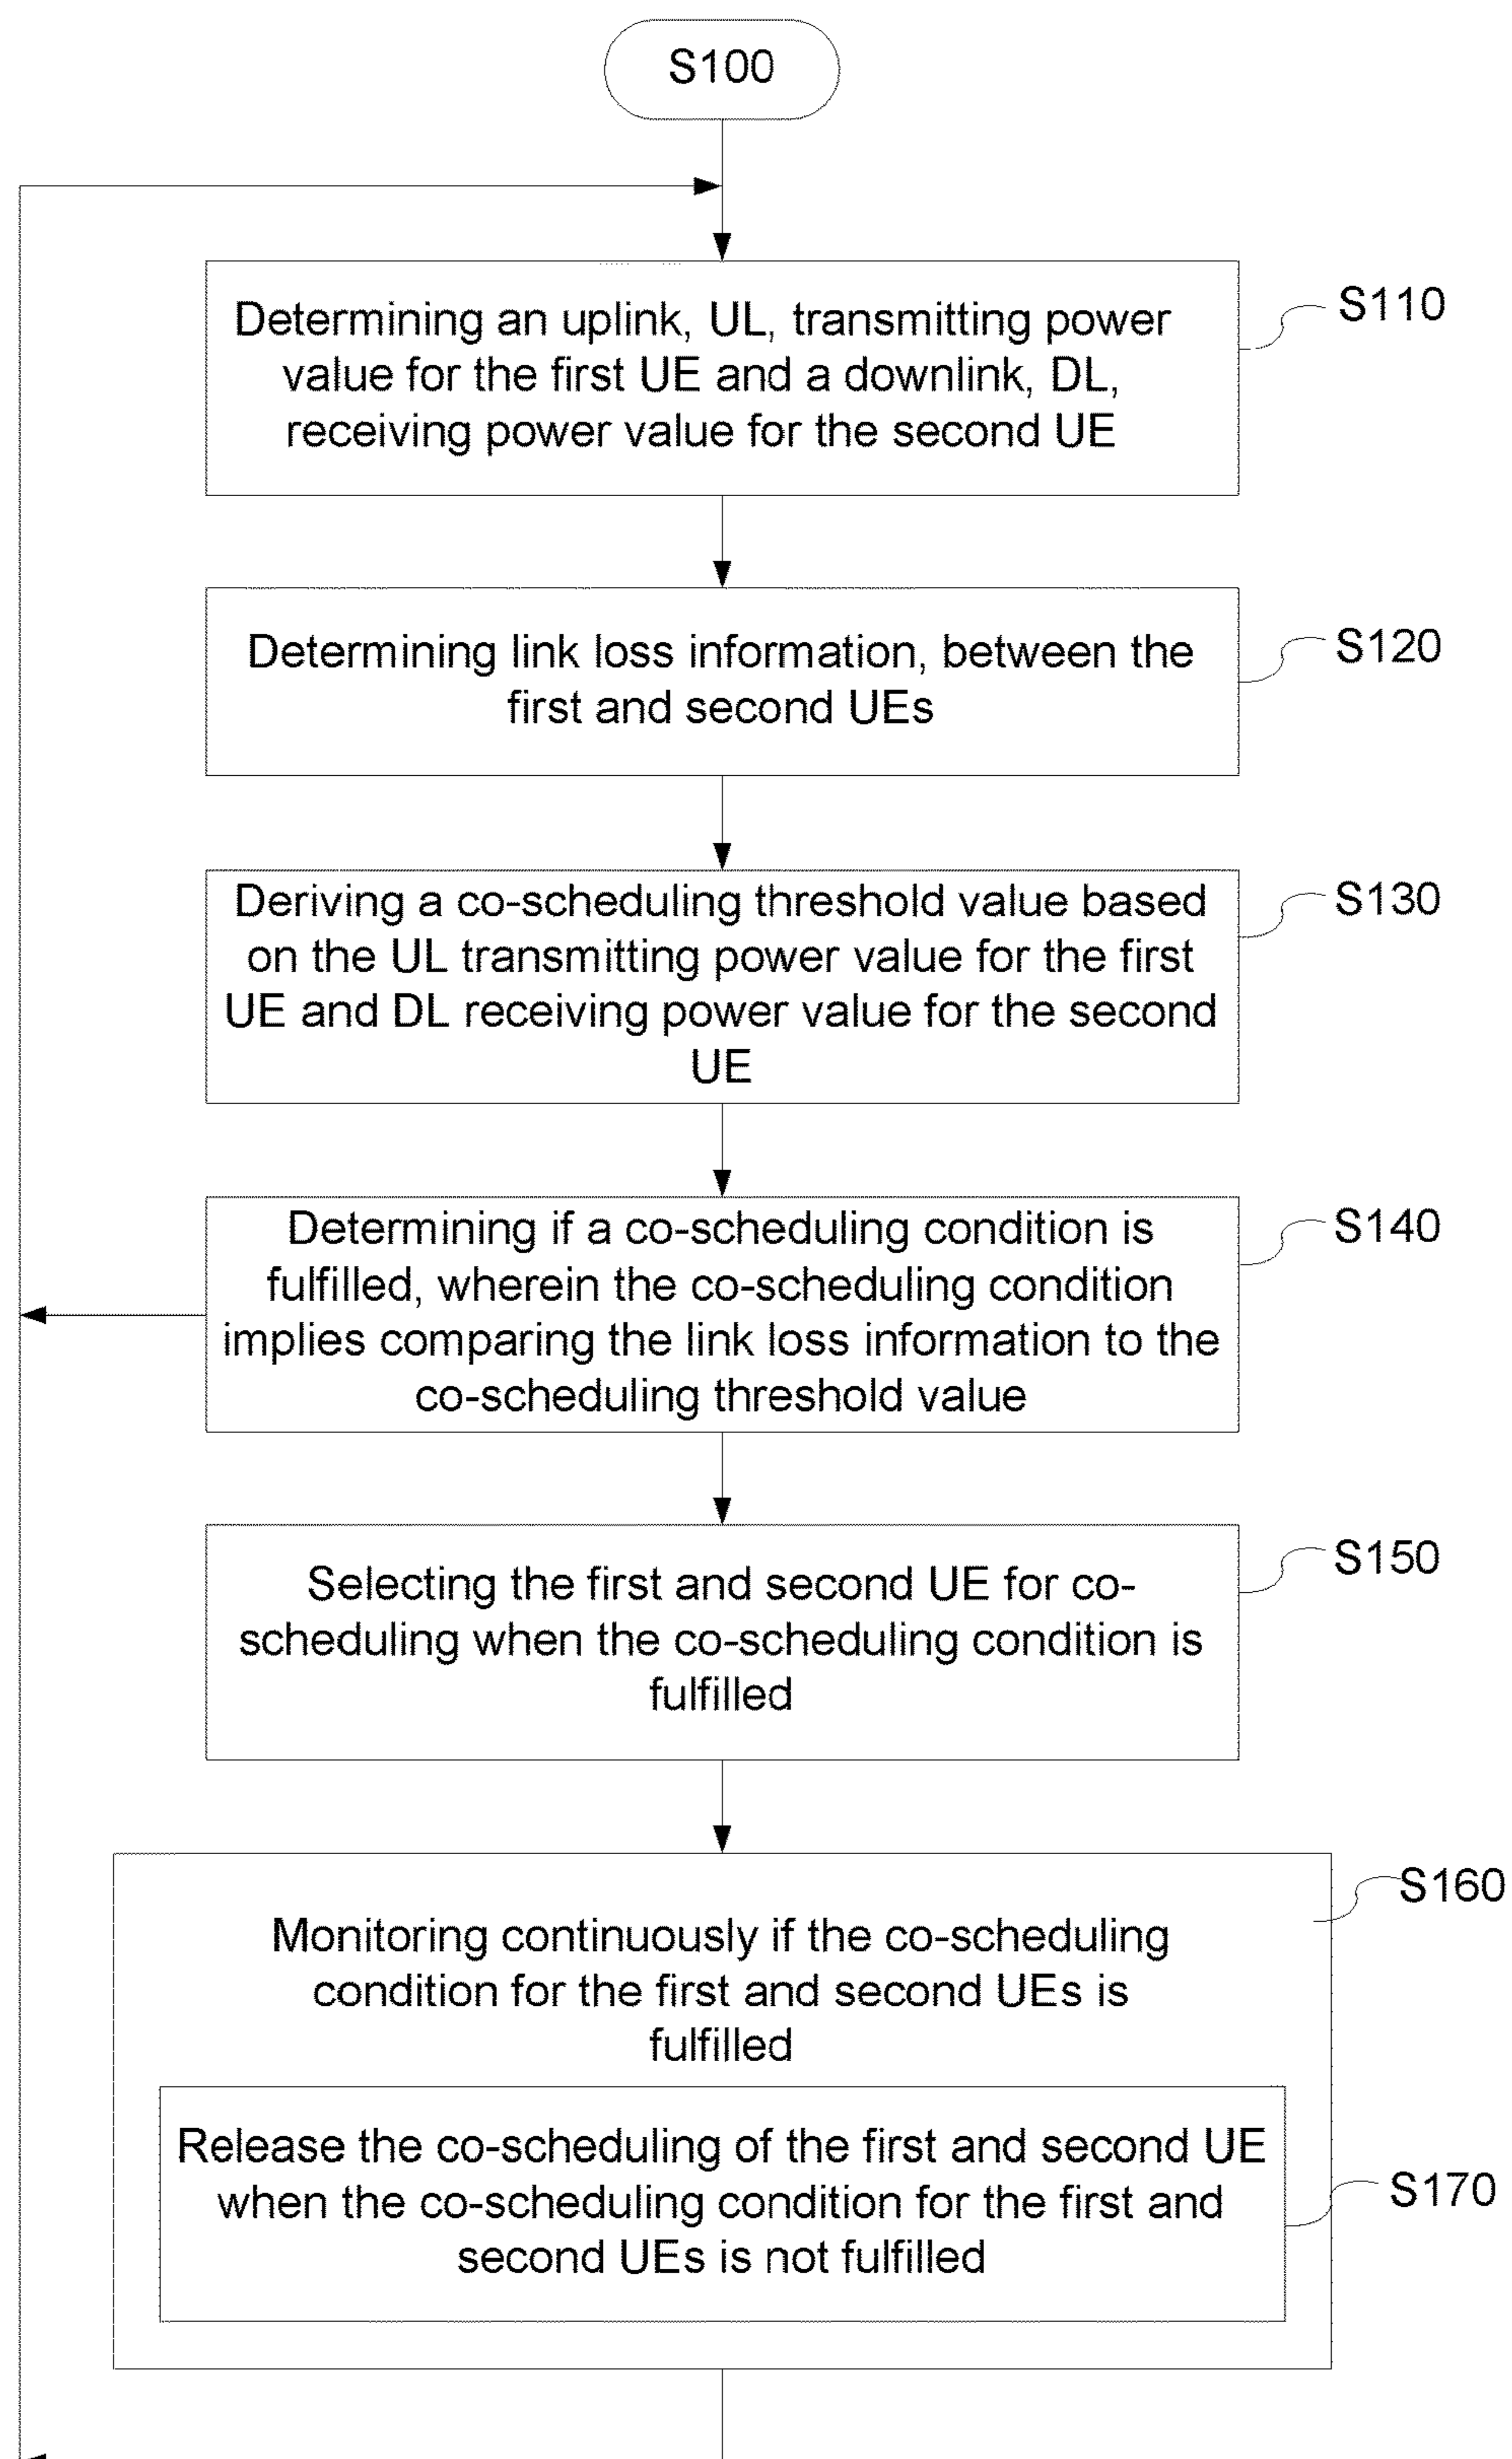 S100
Determining an uplink, UL, transmitting power
value for the first UE and a downlink, DL,
receiving power value for the second UE
S110
Determining link loss information, between the
first and second UEs
S120
Deriving a co-scheduling threshold value based
on the UL transmitting power value for the first
UE and DL receiving power value for the second
UE
S130
Determining if a co-scheduling condition is
fulfilled, wherein the co-scheduling condition
implies comparing the link loss information to the
co-scheduling threshold value
S140
Selecting the first and second UE for co-
scheduling when the co-scheduling condition is
fulfilled
S150
Monitoring continuously if the co-scheduling
condition for the first and second UEs is
fulfilled
S160
Release the co-scheduling of the first and second UE
when the co-scheduling condition for the first and
second UEs is not fulfilled
S170